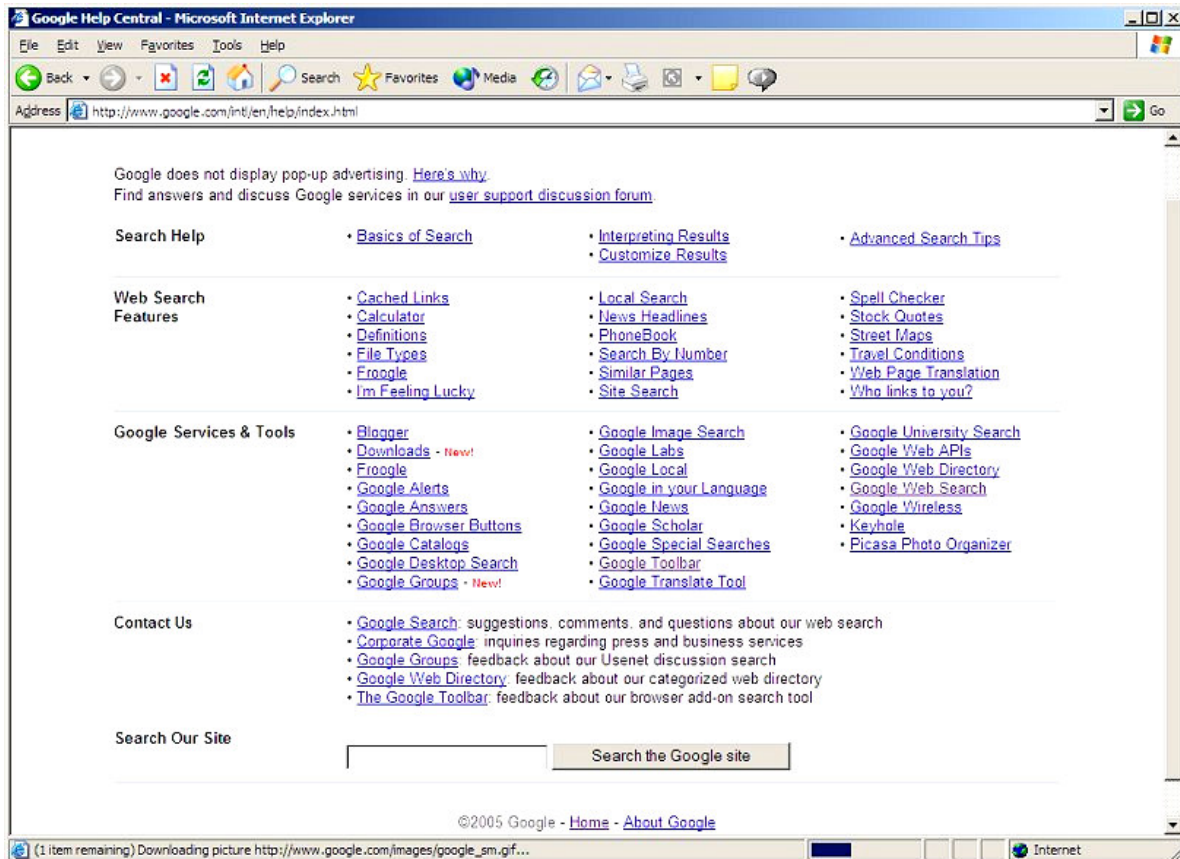 Google Help Central - Microsoft Internet Explorer
File Edit View Favorites Tools Help
Back Search Favorites Media
Address http://www.google.com/intl/en/help/index.html Go
Google does not display pop-up advertising. Here's why.
Find answers and discuss Google services in our user support discussion forum.
Search Help • Basics of Search • Interpreting Results • Advanced Search Tips
• Customize Results
Web Search • Cached Links • Local Search • Spell Checker
Features • Calculator • News Headlines • Stock Quotes
• Definitions • PhoneBook • Street Maps
• File Types • Search By Number • Travel Conditions
• Froogle • Similar Pages • Web Page Translation
• I'm Feeling Lucky • Site Search • Who links to you?
Google Services & Tools • Blogger • Google Image Search • Google University Search
• Downloads - New! • Google Labs • Google Web APIs
• Froogle • Google Local • Google Web Directory
• Google Alerts • Google in your Language • Google Web Search
• Google Answers • Google News • Google Wireless
• Google Browser Buttons • Google Scholar • Keyhole
• Google Catalogs • Google Special Searches • Picasa Photo Organizer
• Google Desktop Search • Google Toolbar
• Google Groups - New! • Google Translate Tool
Contact Us • Google Search: suggestions, comments, and questions about our web search
• Corporate Google: inquiries regarding press and business services
• Google Groups: feedback about our Usenet discussion search
• Google Web Directory: feedback about our categorized web directory
• The Google Toolbar: feedback about our browser add-on search tool
Search Our Site
Search the Google site
©2005 Google - Home - About Google
(1 item remaining) Downloading picture http://www.google.com/images/google_sm.gif... Internet